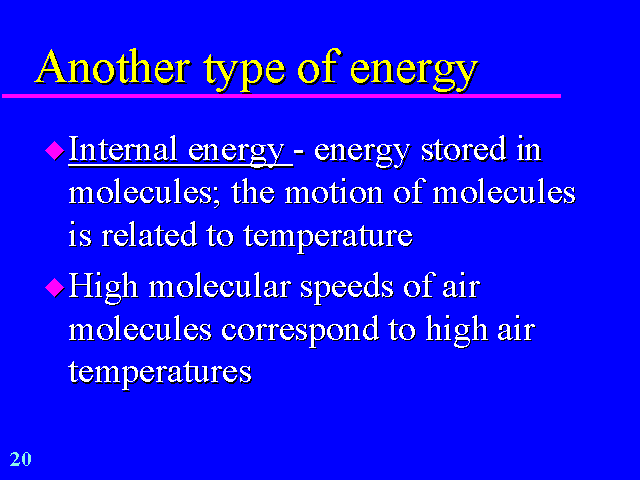 Another type of energy
Internal energy - energy stored in
molecules; the motion of molecules
is related to temperature
High molecular speeds of air
molecules correspond to high air
temperatures
20